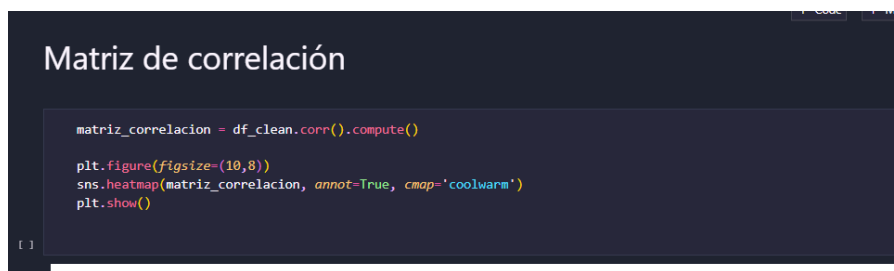 Code
Matriz de correlación
matriz_correlacion = df_clean.corr().compute()
plt.figure(figsize=(10,8))
sns.heatmap(matriz_correlacion, annot=True, cmap='coolwarm')
plt.show()
[ ]